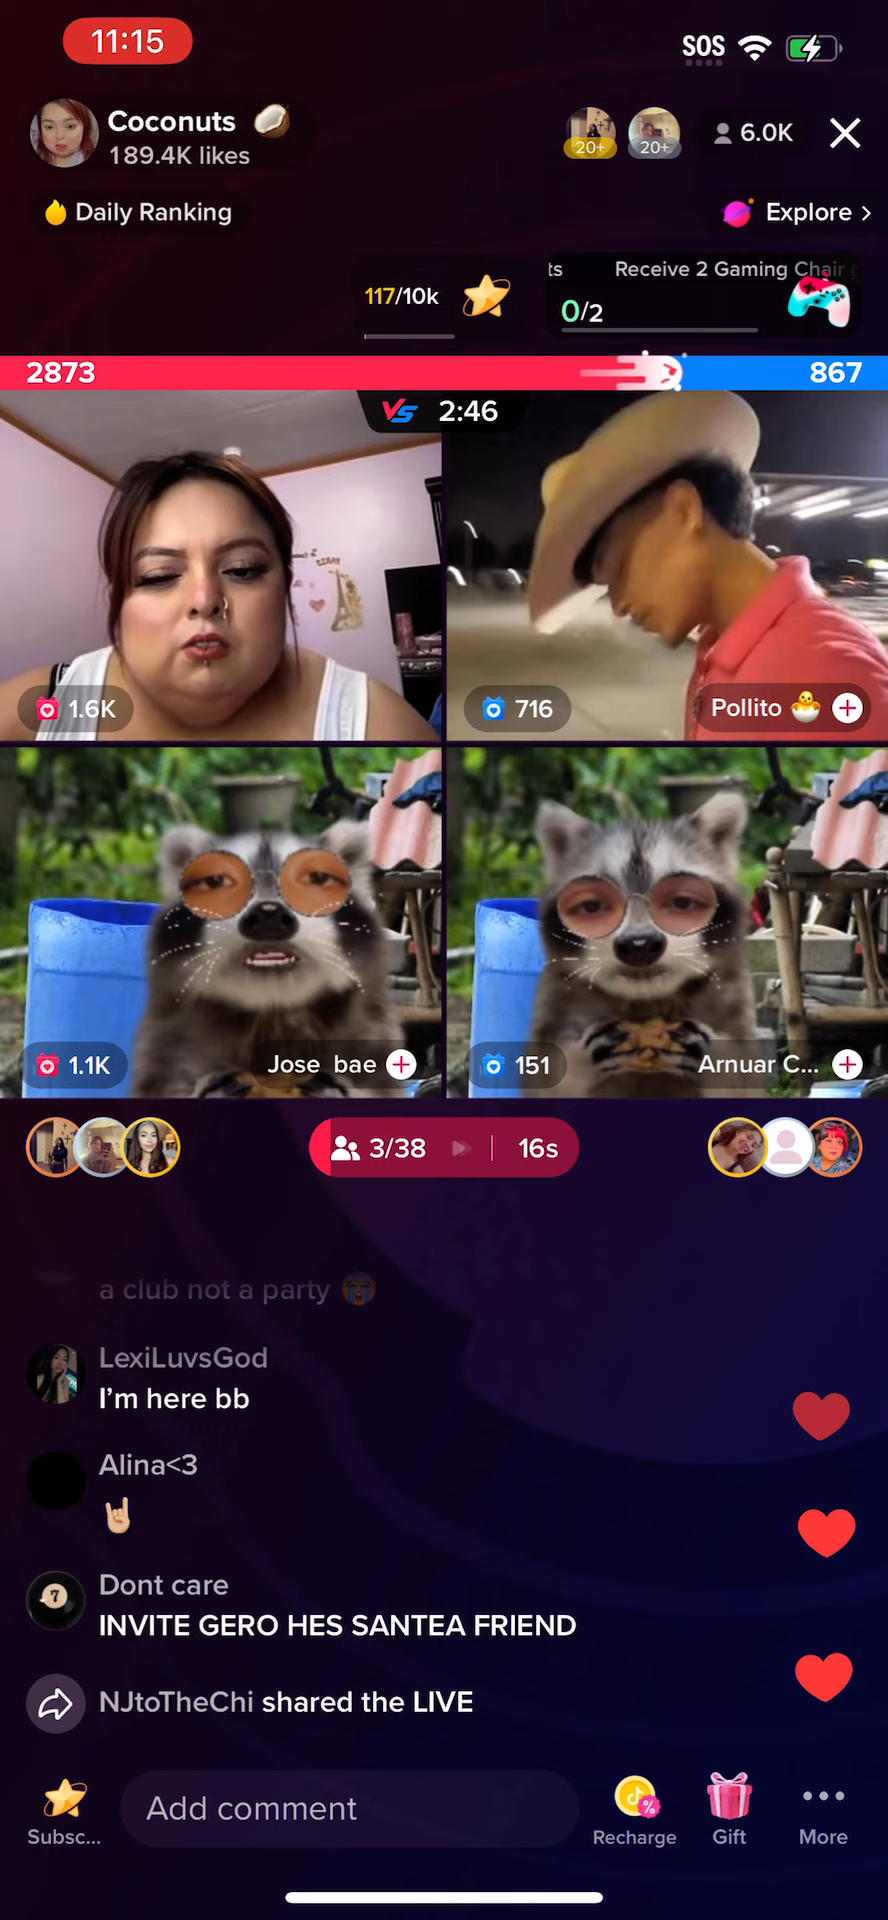 11:15
SOS
Coconuts 🥥
189.4K likes
20+
20+
6.0K
Daily Ranking
Explore >
117/10k
ts Receive 2 Gaming Chair
0/2
2873
867
VS 2:46
1.6K
716
Pollito 🐣
1.1K
Jose bae
151
Arnuar C...
3/38
16s
a club not a party 😭
LexiLuvsGod
I'm here bb
Alina<3
🤘🏼
Dont care
INVITE GERO HES SANTEA FRIEND
NJtoTheChi shared the LIVE
Add comment
Subsc...
Recharge
Gift
More